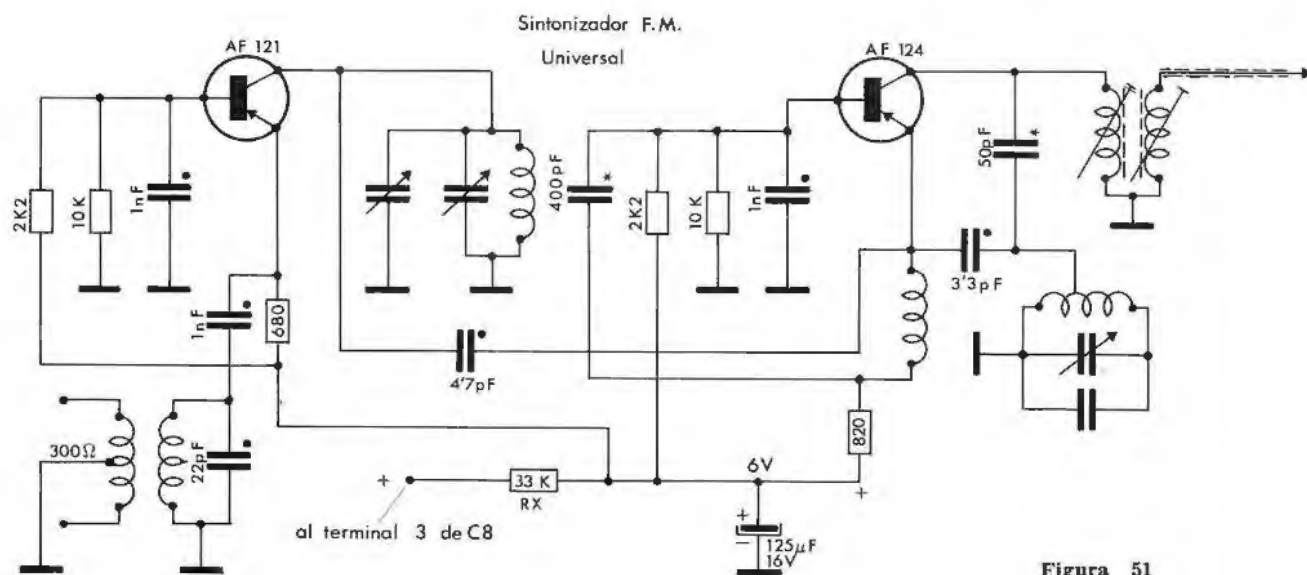 Sintonizador F.M.
Universal
AF 121
AF 124
2K2
10 K
1nF
1nF
680
4'7pF
400pF
*
2K2
10 K
1nF
50pF
*
3'3pF
820
300Ω
22pF
+
33 K
RX
6V
+
al terminal 3 de C8
+
−
125μF
16V
Figura 51